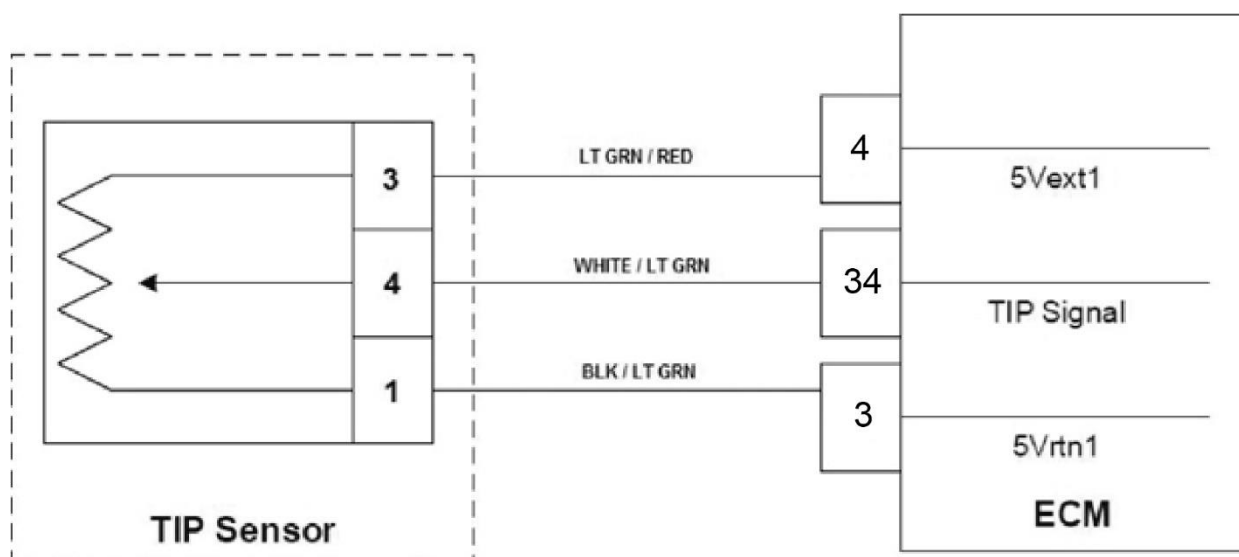 3
LT GRN / RED
4
5Vext1
4
WHITE / LT GRN
34
TIP Signal
1
BLK / LT GRN
3
5Vrtn1
TIP Sensor
ECM